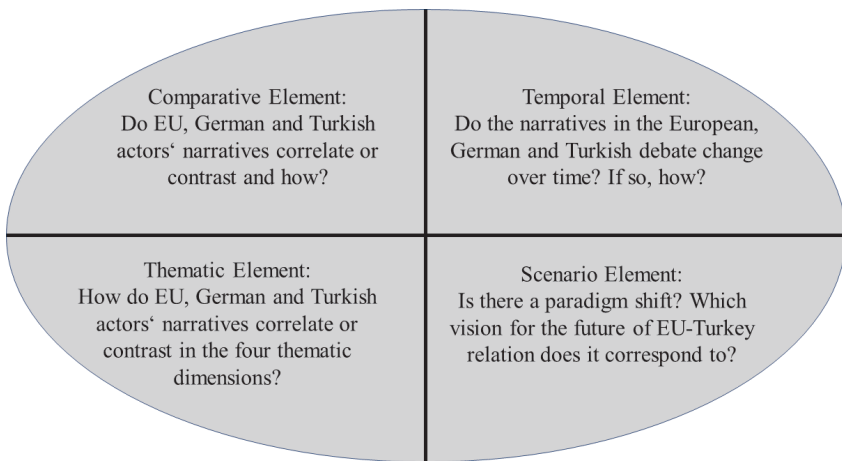 Comparative Element:
Do EU, German and Turkish
actors‘ narratives correlate or
contrast and how?
Temporal Element:
Do the narratives in the European,
German and Turkish debate change
over time? If so, how?
Thematic Element:
How do EU, German and Turkish
actors‘ narratives correlate or
contrast in the four thematic
dimensions?
Scenario Element:
Is there a paradigm shift? Which
vision for the future of EU-Turkey
relation does it correspond to?